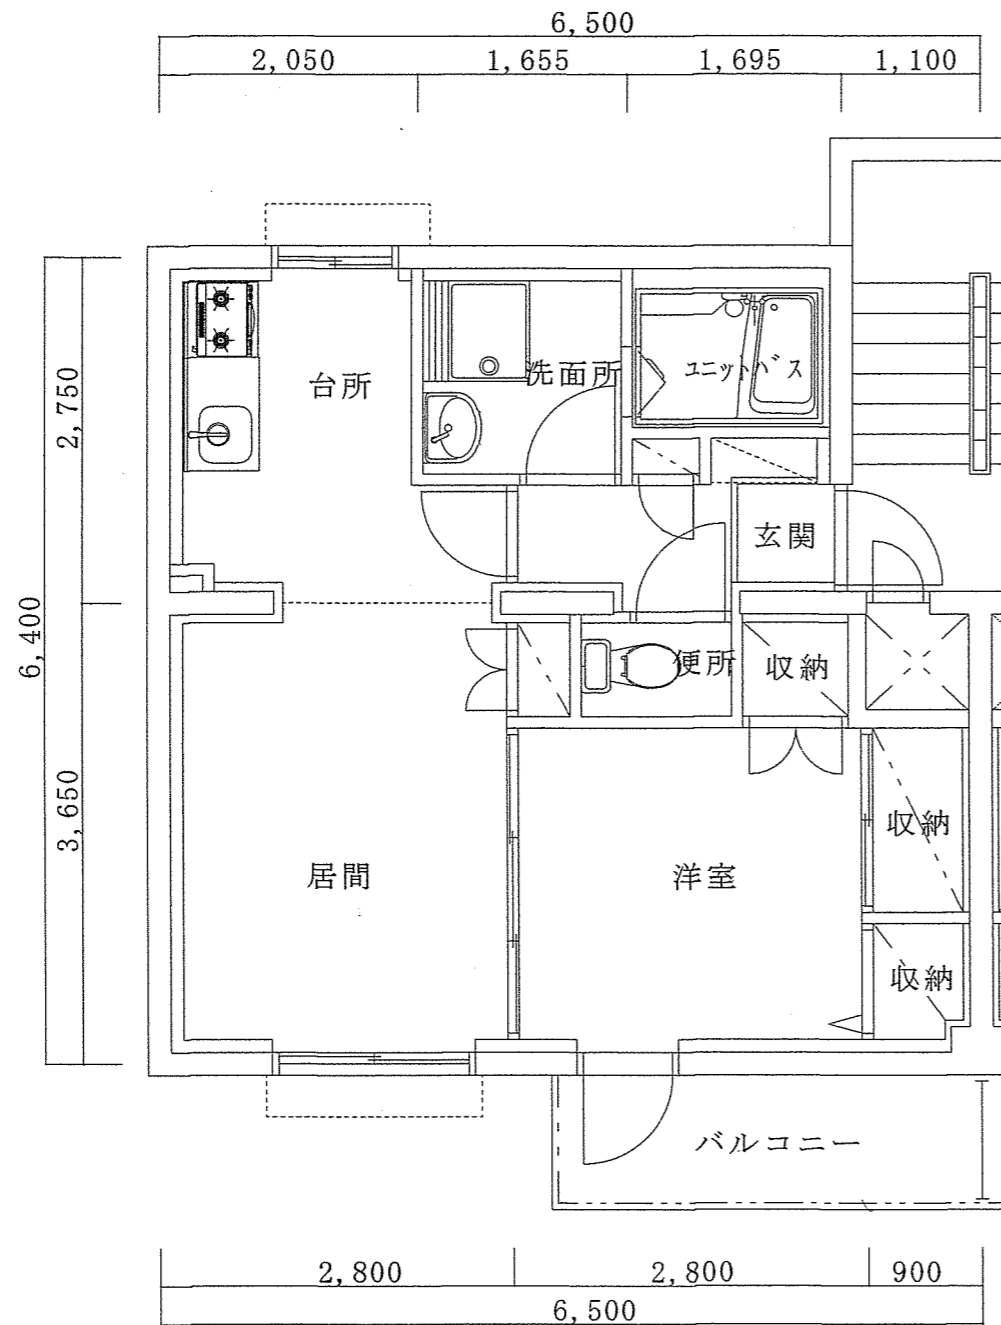 6,500
2,050
1,655
1,695
1,100
2,750
6,400
3,650
台所
洗面所
ユニットバス
玄関
便所
収納
収納
居間
洋室
収納
バルコニー
2,800
2,800
900
6,500